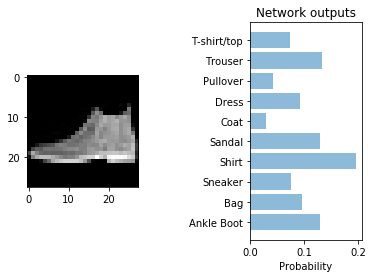 Network outputs
T-shirt/top
Trouser
Pullover
Dress
Coat
Sandal
Shirt
Sneaker
Bag
Ankle Boot
0.0 0.1 0.2
Probability
0
10
20
0 10 20